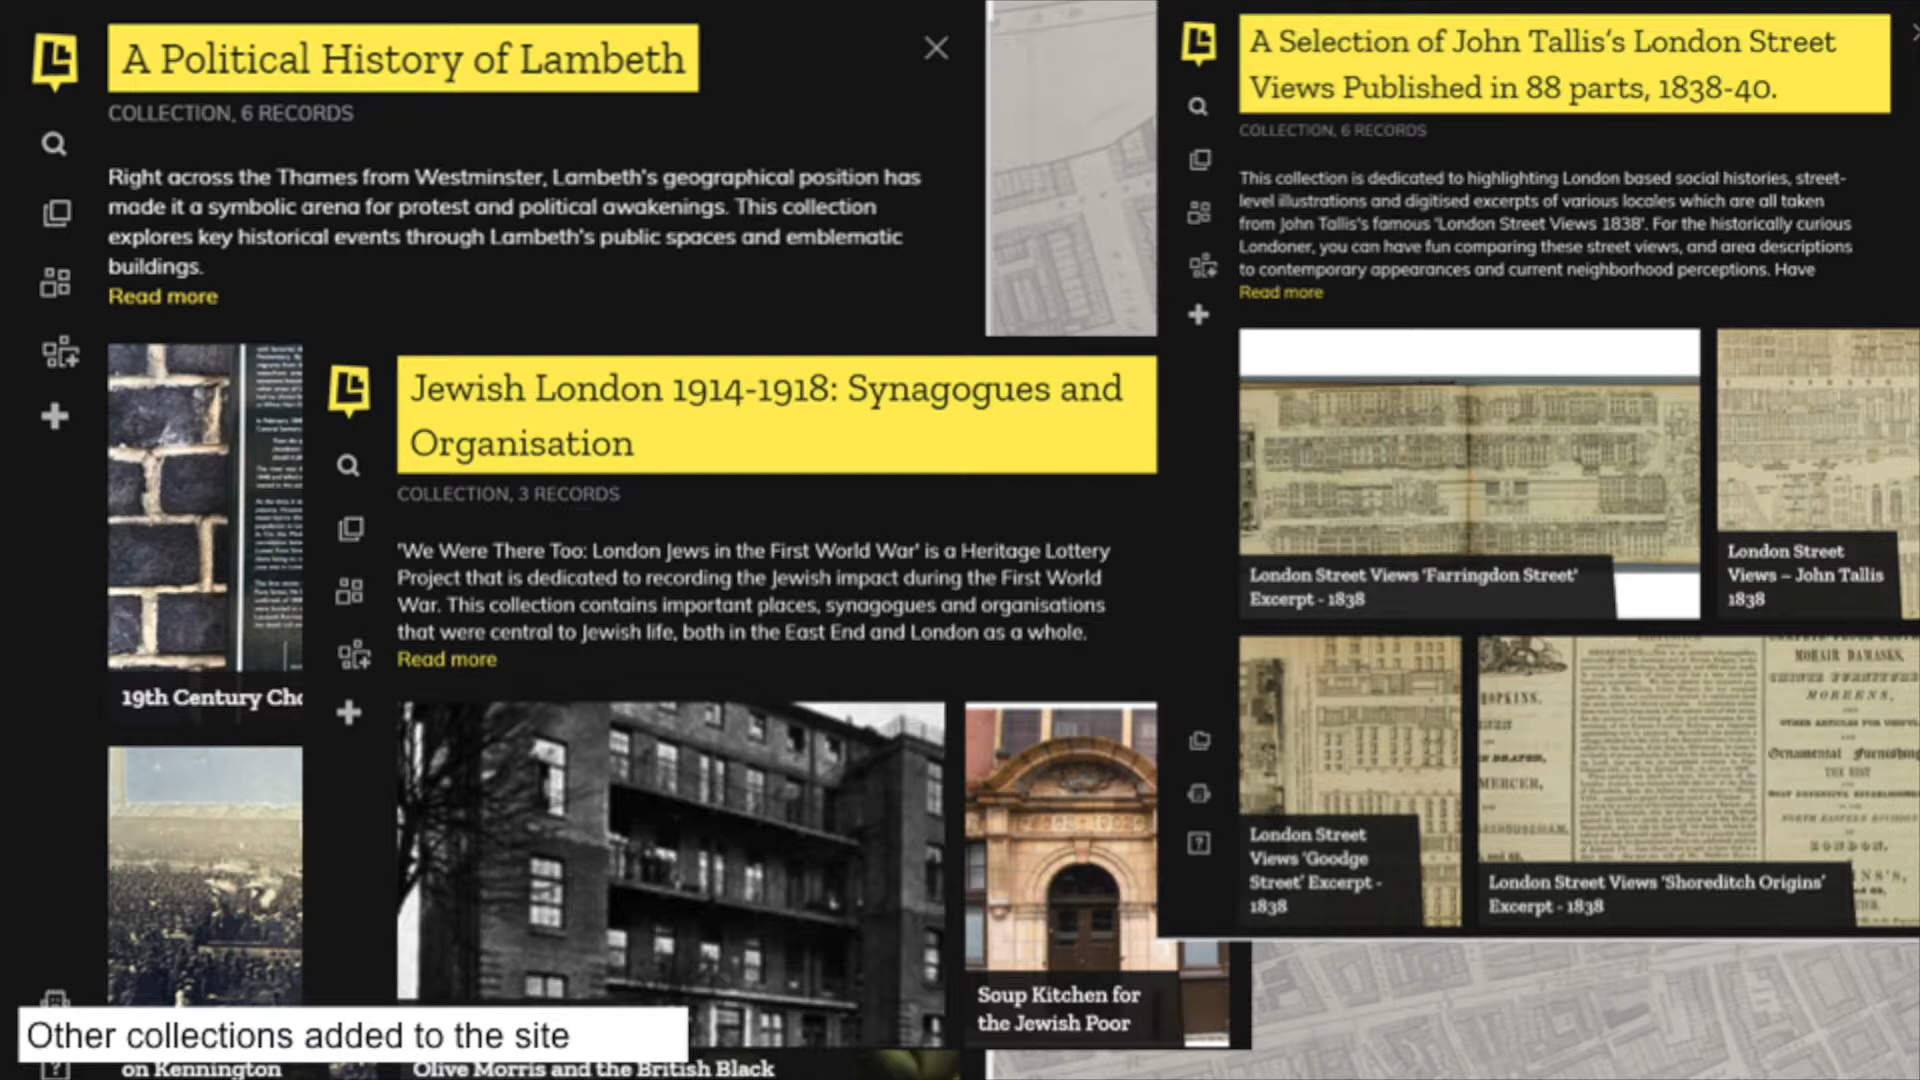 A Political History of Lambeth
COLLECTION, 6 RECORDS
Right across the Thames from Westminster, Lambeth's geographical position has
made it a symbolic arena for protest and political awakenings. This collection
explores key historical events through Lambeth's public spaces and emblematic
buildings.
Read more
19th Century
on Kennington
Jewish London 1914-1918: Synagogues and
Organisation
COLLECTION, 3 RECORDS
'We Were There Too: London Jews in the First World War' is a Heritage Lottery
Project that is dedicated to recording the Jewish impact during the First World
War. This collection contains important places, synagogues and organisations
that were central to Jewish life, both in the East End and London as a whole.
Read more
Soup Kitchen for
the Jewish Poor
Olive Morris and the British Black
A Selection of John Tallis's London Street
Views Published in 88 parts, 1838-40.
COLLECTION, 6 RECORDS
This collection is dedicated to highlighting London based social histories, street-
level illustrations and digitised excerpts of various locales which are all taken
from John Tallis's famous 'London Street Views 1838'. For the historically curious
Londoner, you can have fun comparing these street views, and area descriptions
to contemporary appearances and current neighborhood perceptions. Have
Read more
London Street Views 'Farringdon Street'
Excerpt - 1838
London Street
Views – John Tallis
1838
London Street
Views 'Goodge
Street' Excerpt -
1838
HOPKINS,
MERCER,
MOHAIR DAMASKS,
MOREENS,
Ornamental Furnishing
THE BEST
LONDON,
London Street Views 'Shoreditch Origins'
Excerpt - 1838
Other collections added to the site